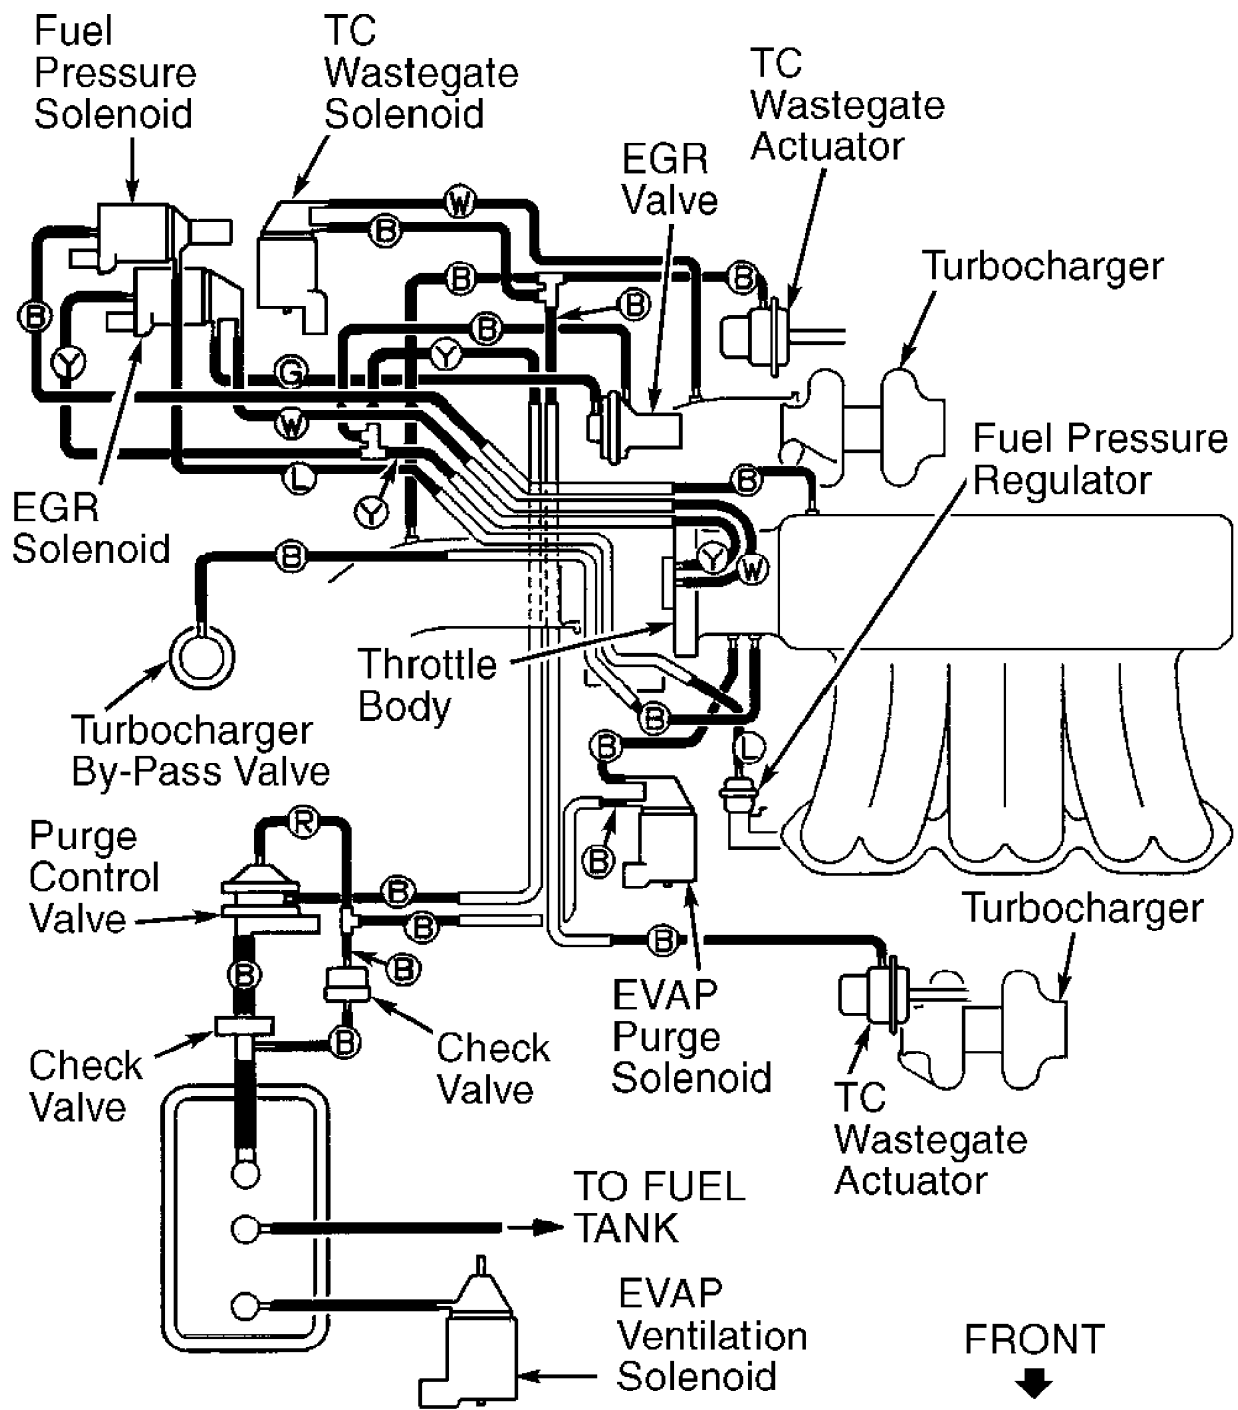 Fuel
Pressure
Solenoid
TC
Wastegate
Solenoid
TC
Wastegate
Actuator
EGR
Valve
Turbocharger
W
B
B
B
B
B
B
Y
Y
G
W
L
Y
EGR
Solenoid
Fuel Pressure
Regulator
B
B
Y
W
Throttle
Body
Turbocharger
By-Pass Valve
B
B
L
B
Purge
Control
Valve
R
B
B
B
B
B
B
Turbocharger
EVAP
Purge
Solenoid
Check
Valve
Check
Valve
TC
Wastegate
Actuator
TO FUEL
TANK
EVAP
Ventilation
Solenoid
FRONT